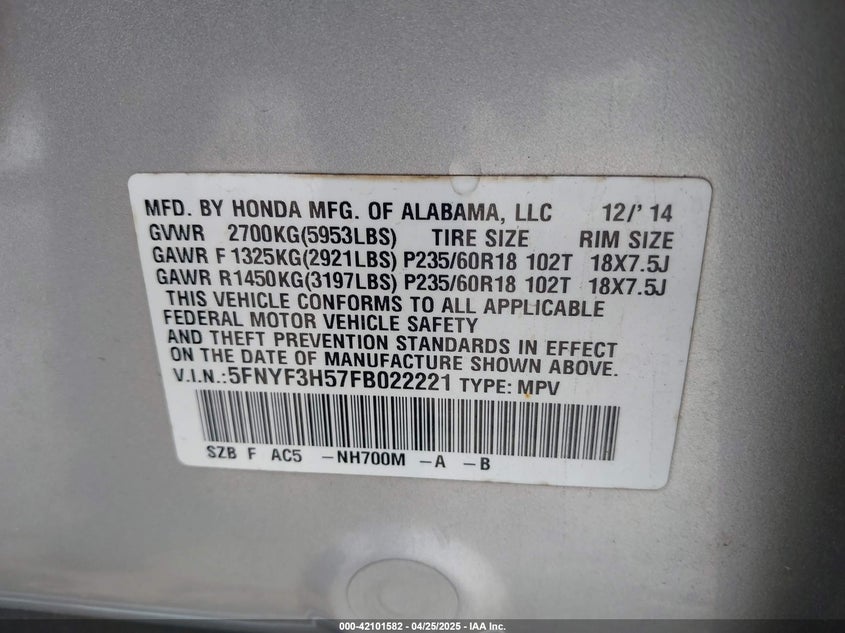 MFD. BY HONDA MFG. OF ALABAMA, LLC 12/' 14
GVWR 2700KG(5953LBS) TIRE SIZE RIM SIZE
GAWR F 1325KG(2921LBS) P235/60R18 102T 18X7.5J
GAWR R1450KG(3197LBS) P235/60R18 102T 18X7.5J
THIS VEHICLE CONFORMS TO ALL APPLICABLE
FEDERAL MOTOR VEHICLE SAFETY
AND THEFT PREVENTION STANDARDS IN EFFECT
ON THE DATE OF MANUFACTURE SHOWN ABOVE.
V.I.N.:5FNYF3H57FB022221 TYPE: MPV
SZB F AC5 -NH700M -A -B
000-42101582 - 04/25/2025 - IAA Inc.